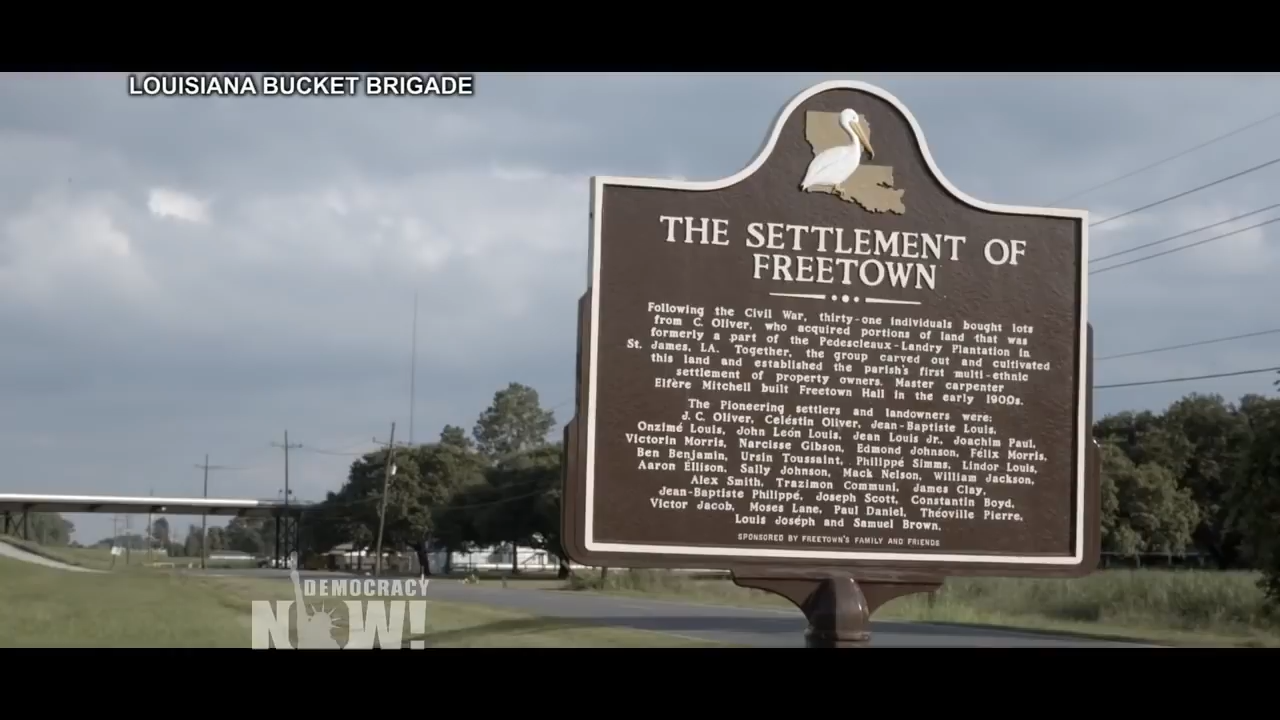 LOUISIANA BUCKET BRIGADE
THE SETTLEMENT OF
FREETOWN
Following the Civil War, thirty-one individuals bought lots
from C. Oliver, who acquired portions of land that was
formerly a part of the Pedescleaux-Landry Plantation in
St. James, LA. Together, the group carved out and cultivated
this land and established the parish's first multi-ethnic
settlement of property owners. Master carpenter
Elfère Mitchell built Freetown Hall in the early 1900s.
The Pioneering settlers and landowners were:
J. C. Oliver, Celéstin Oliver, Jean-Baptiste Louis,
Onzimé Louis, John León Louis, Jean Louis Jr., Joachim Paul,
Victorin Morris, Narcisse Gibson, Edmond Johnson, Félix Morris,
Ben Benjamin, Ursin Toussaint, Philippé Simms, Lindor Louis,
Aaron Ellison, Sally Johnson, Mack Nelson, William Jackson,
Alex Smith, Trazimon Communi, James Clay,
Jean-Baptiste Philippé, Joseph Scott, Constantin Boyd,
Victor Jacob, Moses Lane, Paul Daniel, Théoville Pierre,
Louis Joséph and Samuel Brown.
SPONSORED BY FREETOWN'S FAMILY AND FRIENDS
DEMOCRACY
NOW!